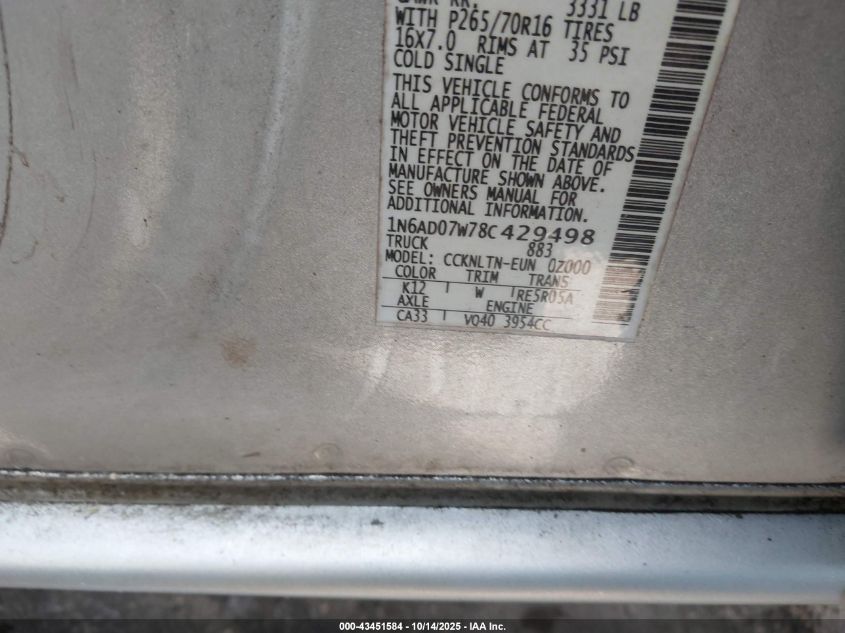 GAWR RR. 3331 LB
WITH P265/70R16 TIRES
16X7.0 RIMS AT 35 PSI
COLD SINGLE
THIS VEHICLE CONFORMS TO
ALL APPLICABLE FEDERAL
MOTOR VEHICLE SAFETY AND
THEFT PREVENTION STANDARDS
IN EFFECT ON THE DATE OF
MANUFACTURE SHOWN ABOVE.
SEE OWNERS MANUAL FOR
ADDITIONAL INFORMATION.
1N6AD07W78C429498
TRUCK 883
MODEL: CCKNLTN-EUN 0Z000
COLOR TRIM TRANS
K12 W RE5R05A
AXLE ENGINE
CA33 VQ40 3954CC
000-43451584 | 10/14/2025 | IAA Inc.